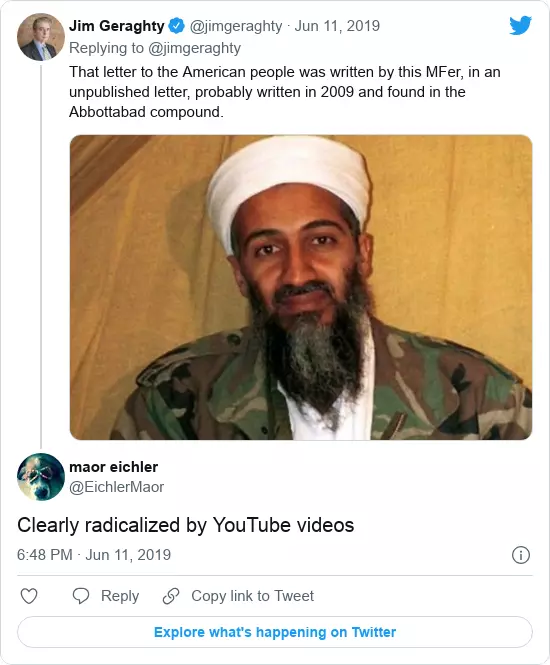 Jim Geraghty @jimgeraghty · Jun 11, 2019
Replying to @jimgeraghty
That letter to the American people was written by this MFer, in an
unpublished letter, probably written in 2009 and found in the
Abbottabad compound.
maor eichler
@EichlerMaor
Clearly radicalized by YouTube videos
6:48 PM · Jun 11, 2019
Reply Copy link to Tweet
Explore what's happening on Twitter